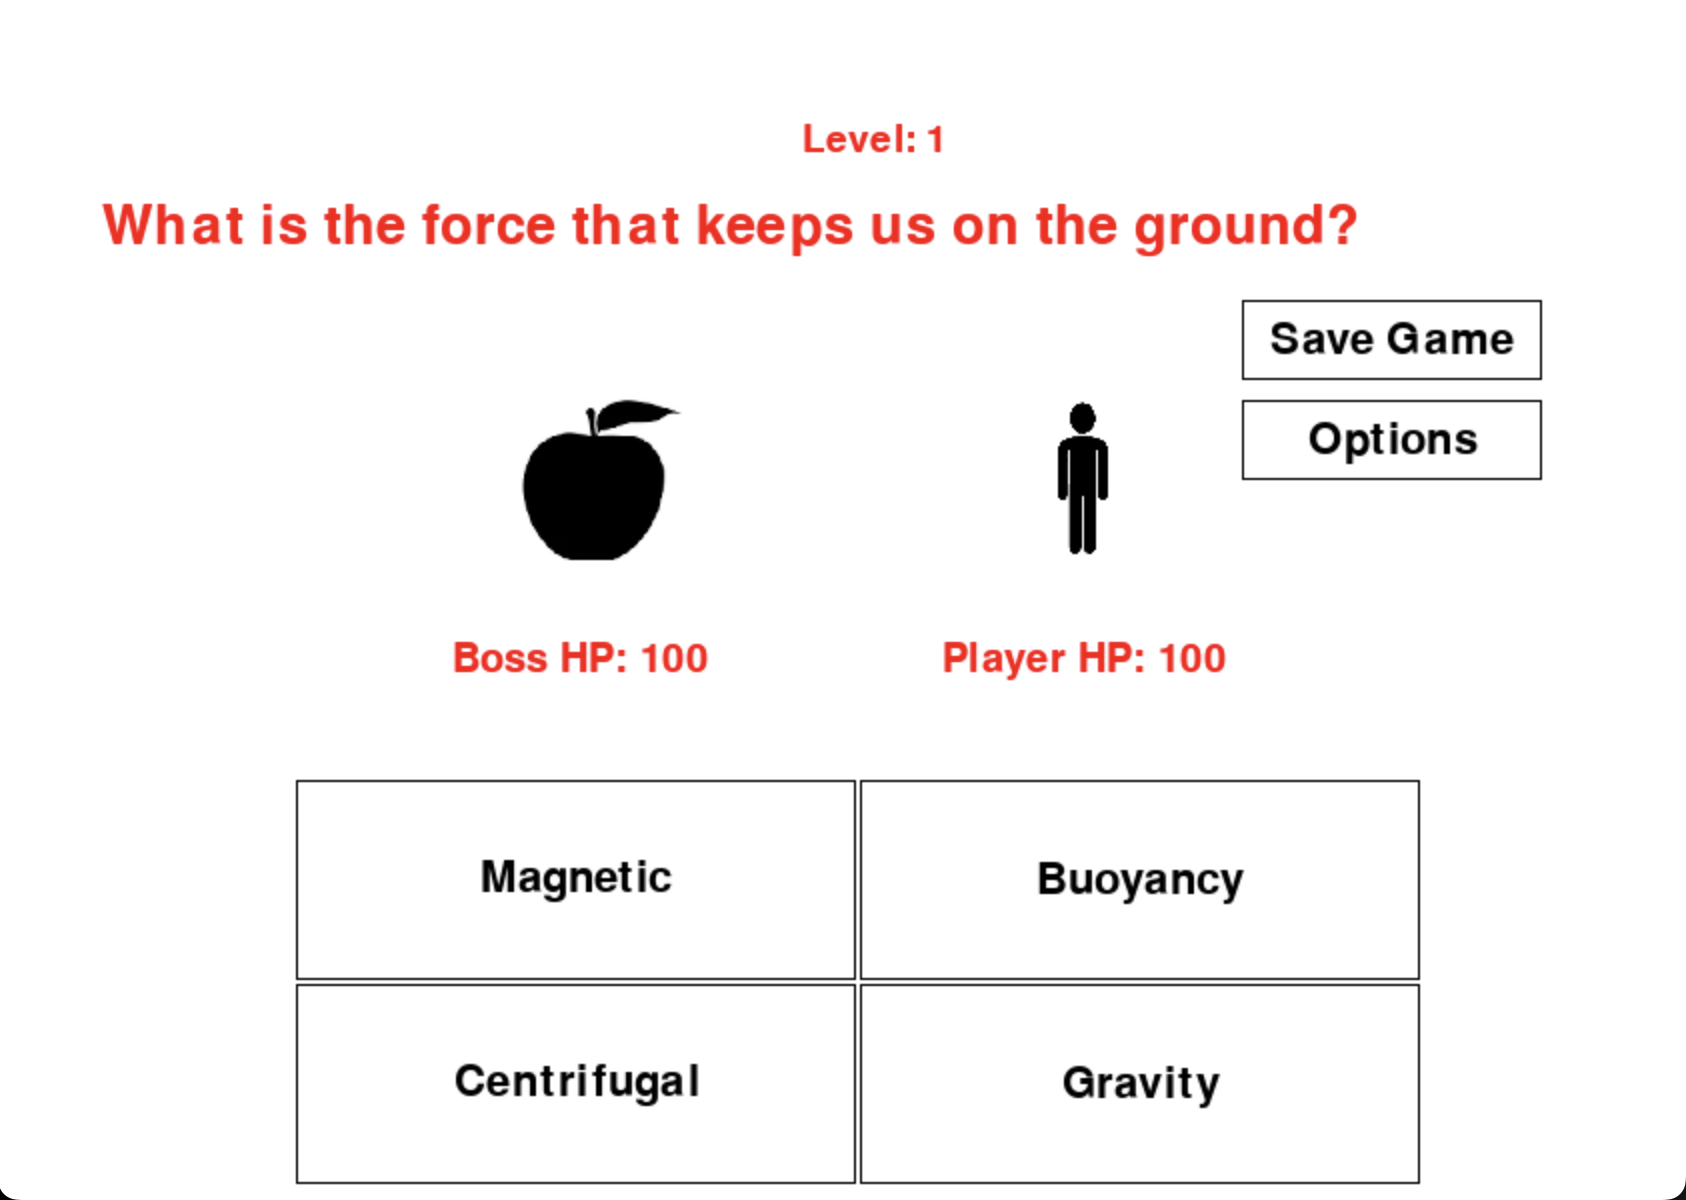 Level: 1
What is the force that keeps us on the ground?
Save Game
Options
Boss HP: 100
Player HP: 100
Magnetic
Buoyancy
Centrifugal
Gravity